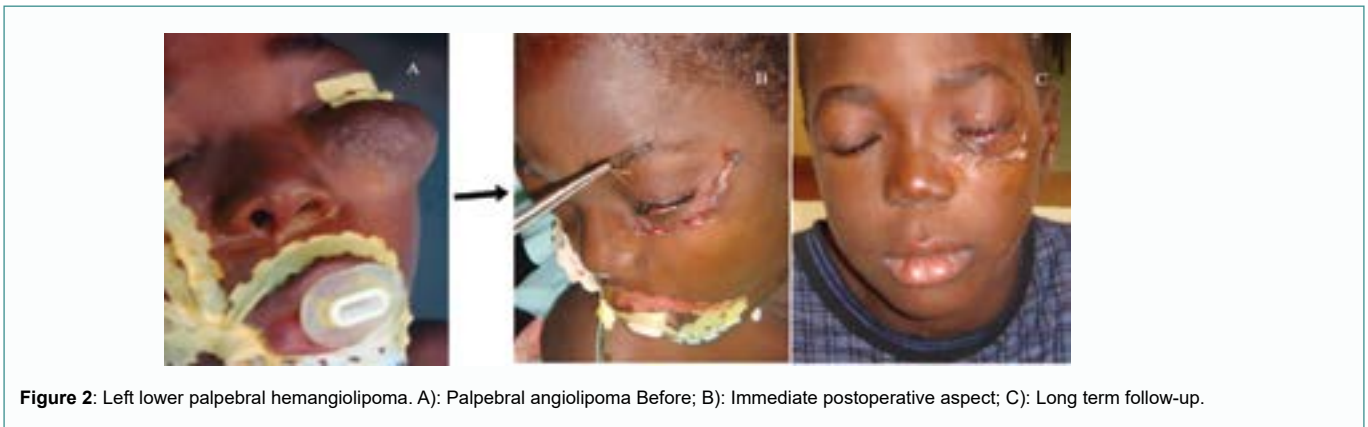 A
B
C
Figure 2: Left lower palpebral hemangiolipoma. A): Palpebral angiolipoma Before; B): Immediate postoperative aspect; C): Long term follow-up.